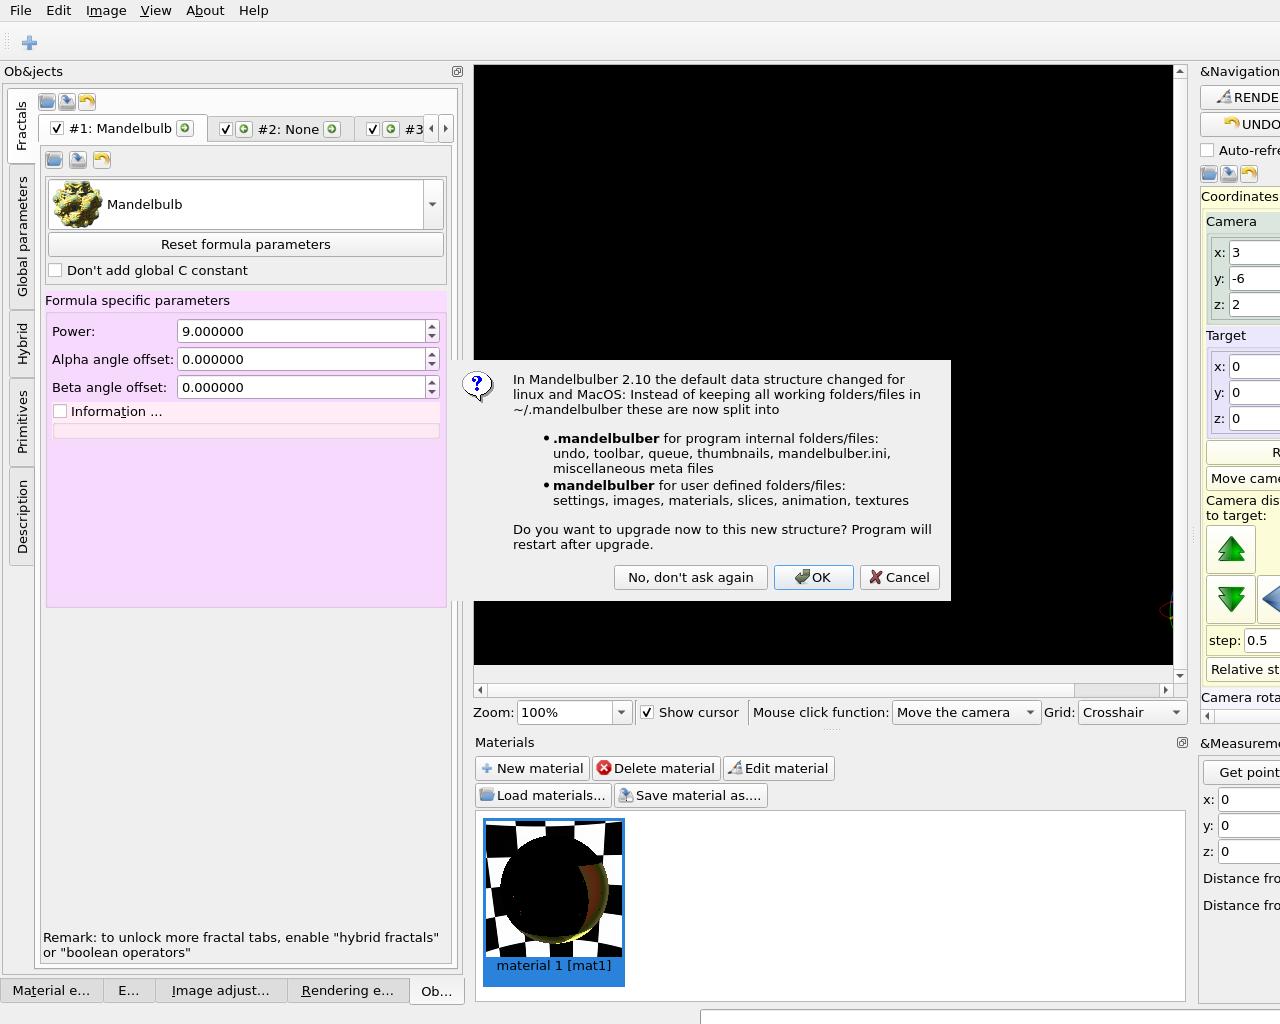 File Edit Image View About Help
Ob&jects
&Navigation
Fractals
Global parameters
Hybrid
Primitives
Description
#1: Mandelbulb
#2: None
#3
Mandelbulb
Reset formula parameters
Don't add global C constant
Formula specific parameters
Power: 9.000000
Alpha angle offset: 0.000000
Beta angle offset: 0.000000
Information ...
Remark: to unlock more fractal tabs, enable "hybrid fractals"
or "boolean operators"
Material e... E... Image adjust... Rendering e... Ob...
In Mandelbulber 2.10 the default data structure changed for
linux and MacOS: Instead of keeping all working folders/files in
~/.mandelbulber these are now split into
• .mandelbulber for program internal folders/files:
undo, toolbar, queue, thumbnails, mandelbulber.ini,
miscellaneous meta files
• mandelbulber for user defined folders/files:
settings, images, materials, slices, animation, textures
Do you want to upgrade now to this new structure? Program will
restart after upgrade.
No, don't ask again
OK
Cancel
Zoom: 100%
Show cursor
Mouse click function: Move the camera
Grid: Crosshair
Materials
New material
Delete material
Edit material
Load materials...
Save material as....
material 1 [mat1]
RENDE
UNDO
Auto-refre
Coordinates
Camera
x: 3
y: -6
z: 2
Target
x: 0
y: 0
z: 0
R
Move came
Camera dis
to target:
step: 0.5
Relative st
Camera rota
&Measureme
Get point
x: 0
y: 0
z: 0
Distance fro
Distance fro